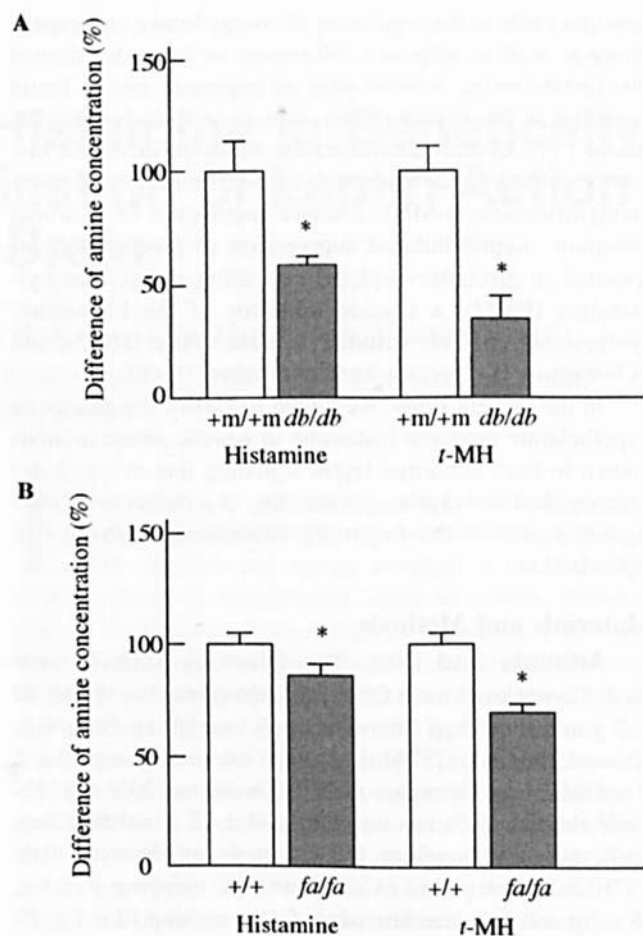 A
Difference of amine concentration (%)
150
100
50
0
*
*
+m/+m db/db +m/+m db/db
Histamine t-MH
B
Difference of amine concentration (%)
150
100
50
0
*
*
+/+ fa/fa +/+ fa/fa
Histamine t-MH